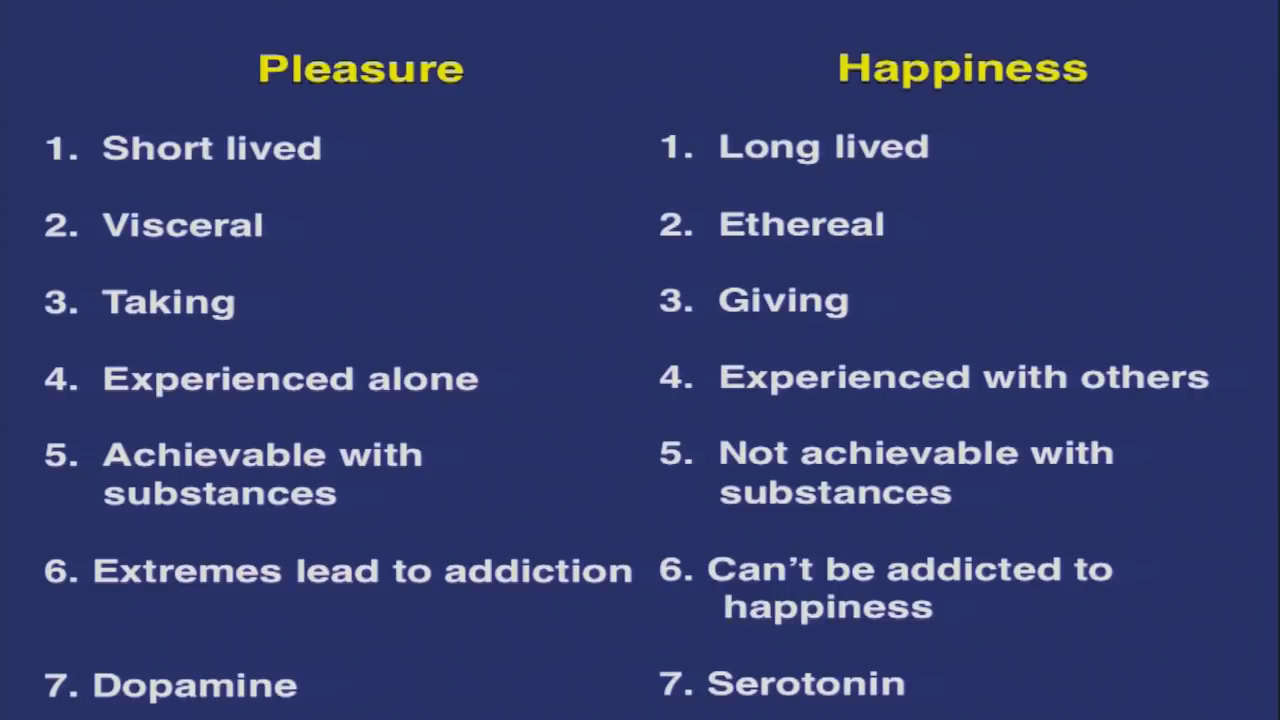 Pleasure
1. Short lived
2. Visceral
3. Taking
4. Experienced alone
5. Achievable with
substances
6. Extremes lead to addiction
7. Dopamine
Happiness
1. Long lived
2. Ethereal
3. Giving
4. Experienced with others
5. Not achievable with
substances
6. Can't be addicted to
happiness
7. Serotonin